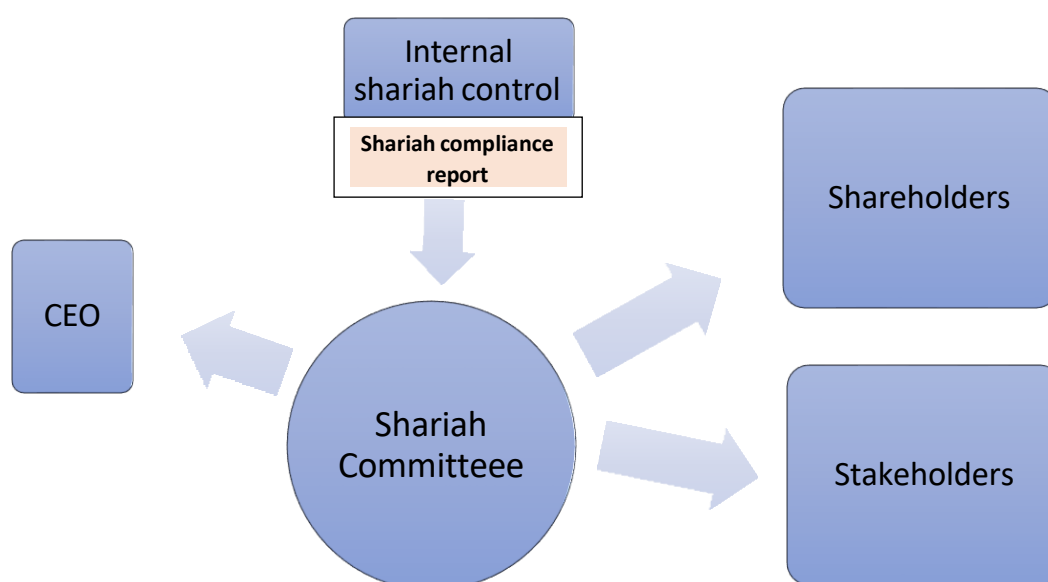 Internal
shariah control
Shariah compliance
report
Shareholders
CEO
Shariah
Committeee
Stakeholders